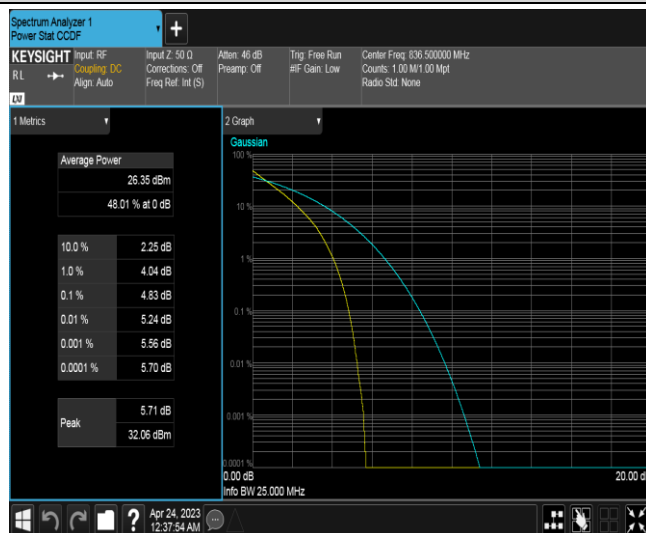 Spectrum Analyzer 1
Power Stat CCDF
+
KEYSIGHT
RL
LXI
Input: RF
Coupling: DC
Align: Auto
Input Z: 50 Ω
Corrections: Off
Freq Ref: Int (S)
Atten: 46 dB
Preamp: Off
Trig: Free Run
#IF Gain: Low
Center Freq: 836.500000 MHz
Counts: 1.00 M/1.00 Mpt
Radio Std: None
1 Metrics
Average Power
26.35 dBm
48.01 % at 0 dB
10.0 % 2.25 dB
1.0 % 4.04 dB
0.1 % 4.83 dB
0.01 % 5.24 dB
0.001 % 5.56 dB
0.0001 % 5.70 dB
Peak
5.71 dB
32.06 dBm
2 Graph
Gaussian
100 %
10 %
1 %
0.1 %
0.01 %
0.001 %
0.0001 %
0.00 dB
20.00 d
Info BW 25.000 MHz
?
Apr 24, 2023
12:37:54 AM